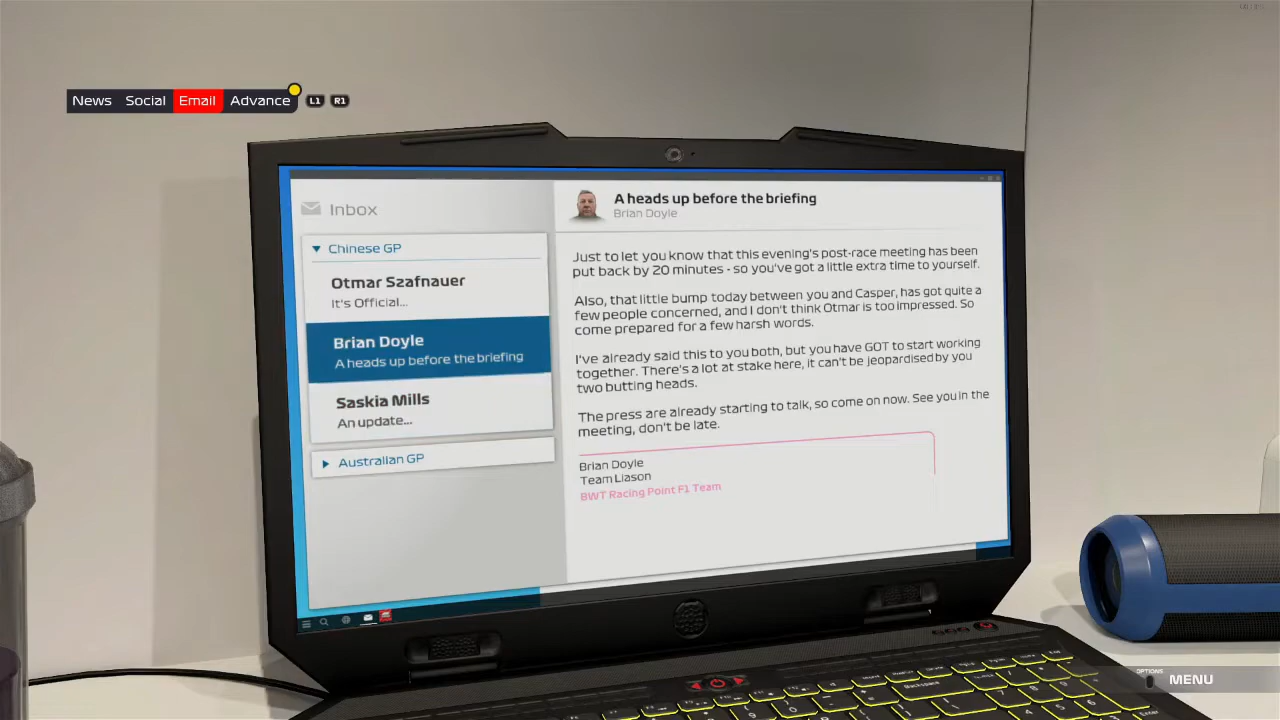 News Social Email Advance L1 R1
Inbox
Chinese GP
Otmar Szafnauer
It's Official...
Brian Doyle
A heads up before the briefing
Saskia Mills
An update...
Australian GP
A heads up before the briefing
Brian Doyle
Just to let you know that this evening's post-race meeting has been
put back by 20 minutes - so you've got a little extra time to yourself.
Also, that little bump today between you and Casper, has got quite a
few people concerned, and I don't think Otmar is too impressed. So
come prepared for a few harsh words.
I've already said this to you both, but you have GOT to start working
together. There's a lot at stake here, it can't be jeopardised by you
two butting heads.
The press are already starting to talk, so come on now. See you in the
meeting, don't be late.
Brian Doyle
Team Liason
BWT Racing Point F1 Team
OPTIONS
MENU
Backspace
Enter